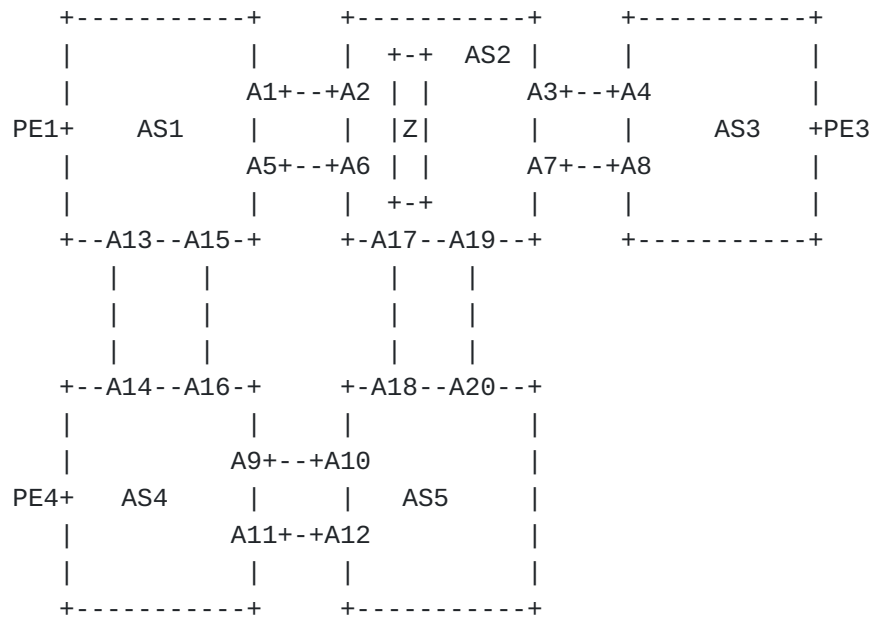 +-----------+     +-----------+     +-----------+
|           |     |  +-+  AS2 |     |           |
|           A1+--+A2 | |      A3+--+A4          |
PE1+    AS1    |     |  |Z|      |     |     AS3   +PE3
|           A5+--+A6 | |      A7+--+A8          |
|           |     |  +-+      |     |           |
+--A13--A15-+     +-A17--A19--+     +-----------+
|     |           |    |
|     |           |    |
|     |           |    |
+--A14--A16-+     +-A18--A20--+
|           |     |           |
|          A9+--+A10          |
PE4+   AS4     |     |   AS5     |
|          A11+-+A12          |
|           |     |           |
+-----------+     +-----------+